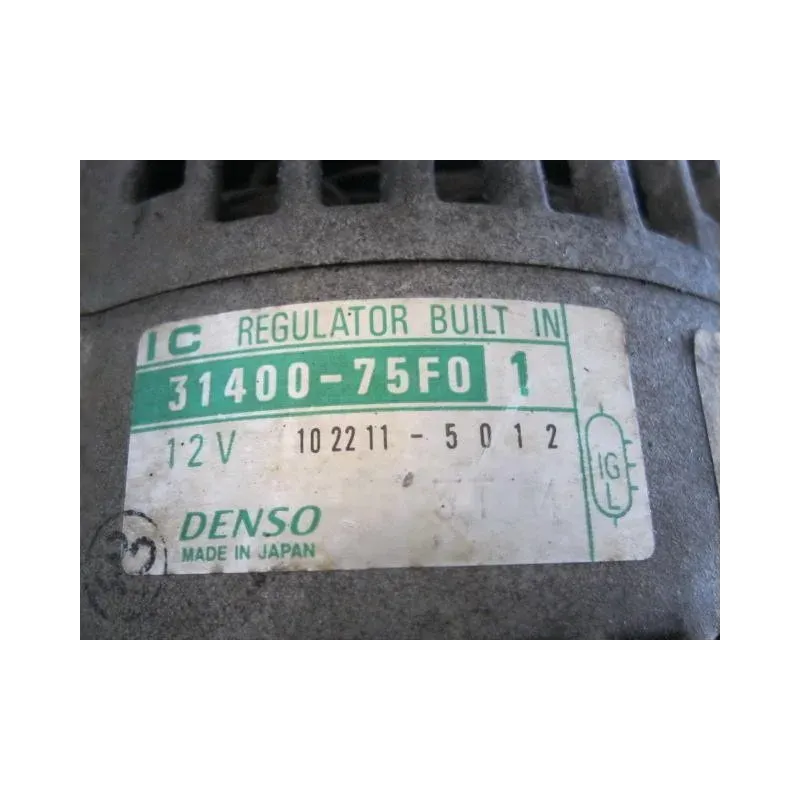 IC REGULATOR BUILT IN
31400-75F0 1
12V 102211-5012
IG
L
DENSO
MADE IN JAPAN